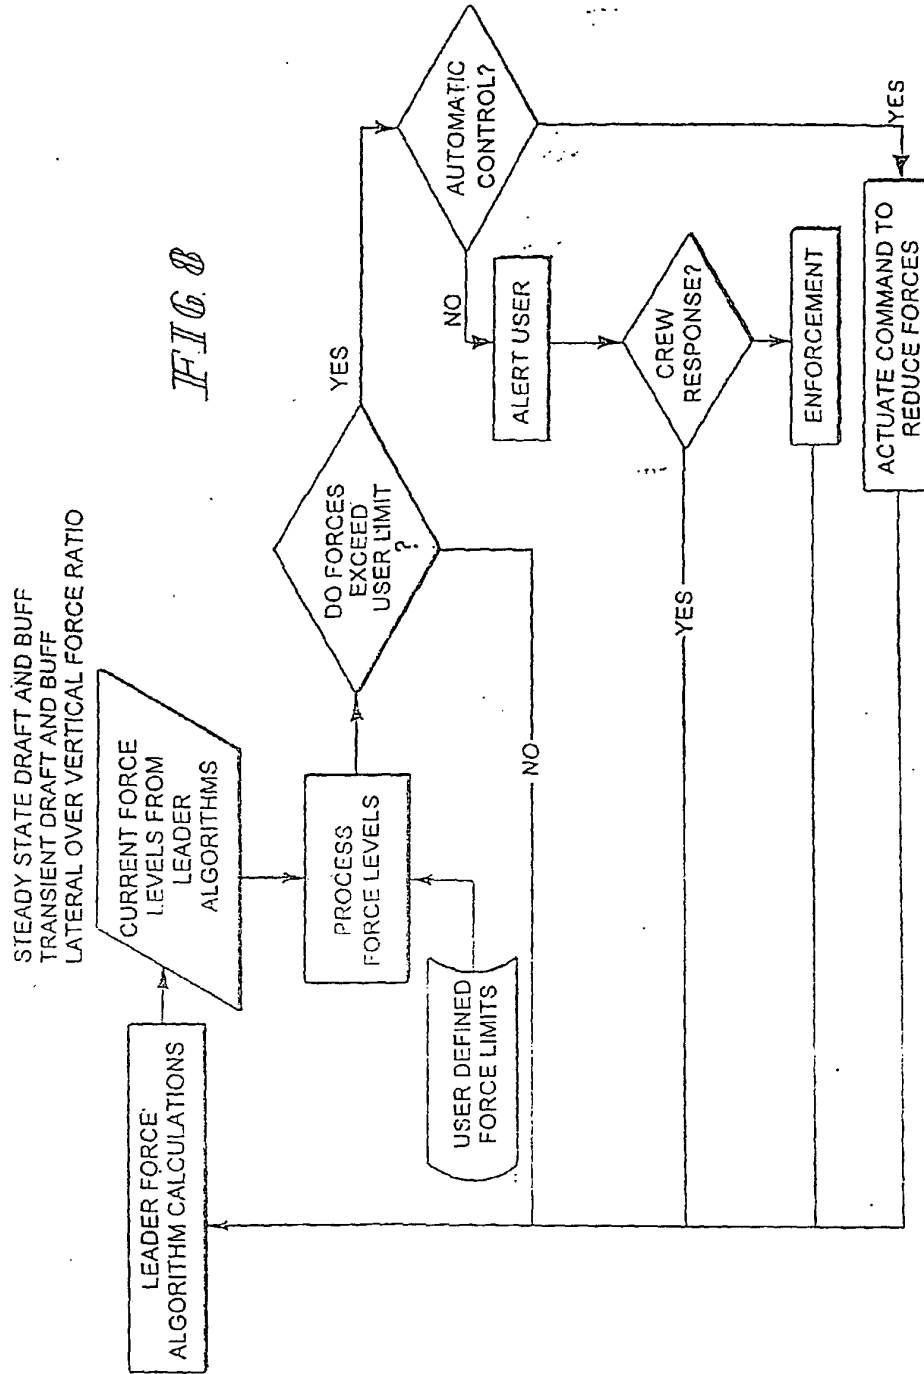 FIG. 8
STEADY STATE DRAFT AND BUFF
TRANSIENT DRAFT AND BUFF
LATERAL OVER VERTICAL FORCE RATIO
LEADER FORCE
ALGORITHM CALCULATIONS
CURRENT FORCE
LEVELS FROM
LEADER
ALGORITHMS
PROCESS
FORCE LEVELS
USER DEFINED
FORCE LIMITS
DO FORCES
EXCEED
USER LIMIT
?
YES
NO
AUTOMATIC
CONTROL?
NO
YES
ALERT USER
CREW
RESPONSE?
YES
ENFORCEMENT
ACTUATE COMMAND TO
REDUCE FORCES